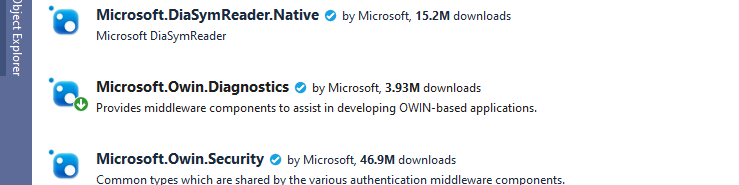 Object Explorer
Microsoft.DiaSymReader.Native by Microsoft, 15.2M downloads
Microsoft DiaSymReader
Microsoft.Owin.Diagnostics by Microsoft, 3.93M downloads
Provides middleware components to assist in developing OWIN-based applications.
Microsoft.Owin.Security by Microsoft, 46.9M downloads
Common types which are shared by the various authentication middleware components.